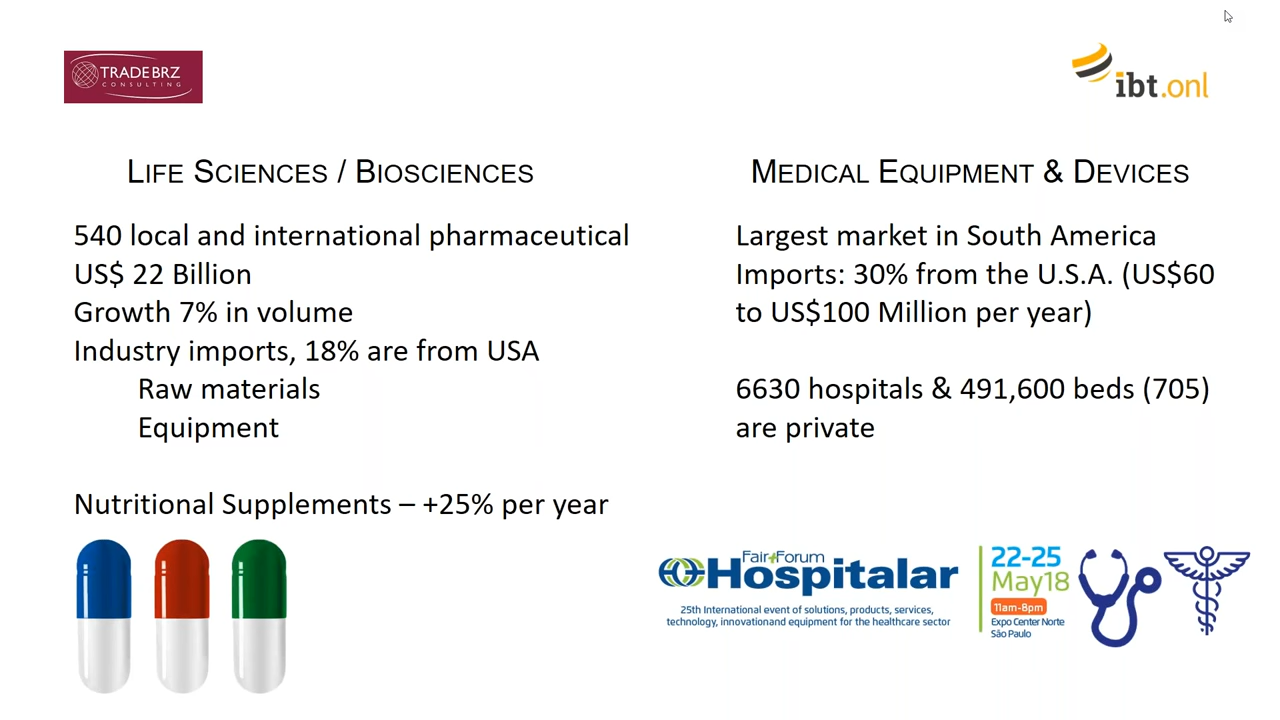 TRADEBRZ
CONSULTING
ibt.onl
LIFE SCIENCES / BIOSCIENCES
540 local and international pharmaceutical
US$ 22 Billion
Growth 7% in volume
Industry imports, 18% are from USA
Raw materials
Equipment
Nutritional Supplements – +25% per year
MEDICAL EQUIPMENT & DEVICES
Largest market in South America
Imports: 30% from the U.S.A. (US$60
to US$100 Million per year)
6630 hospitals & 491,600 beds (705)
are private
Fair+Forum
Hospitalar
25th International event of solutions, products, services,
technology, innovationand equipment for the healthcare sector
22-25
May18
11am-8pm
Expo Center Norte
São Paulo